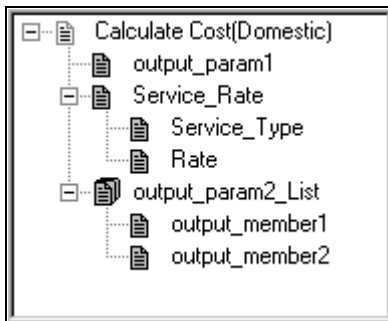 Calculate Cost(Domestic)
output_param1
Service_Rate
Service_Type
Rate
output_param2_List
output_member1
output_member2